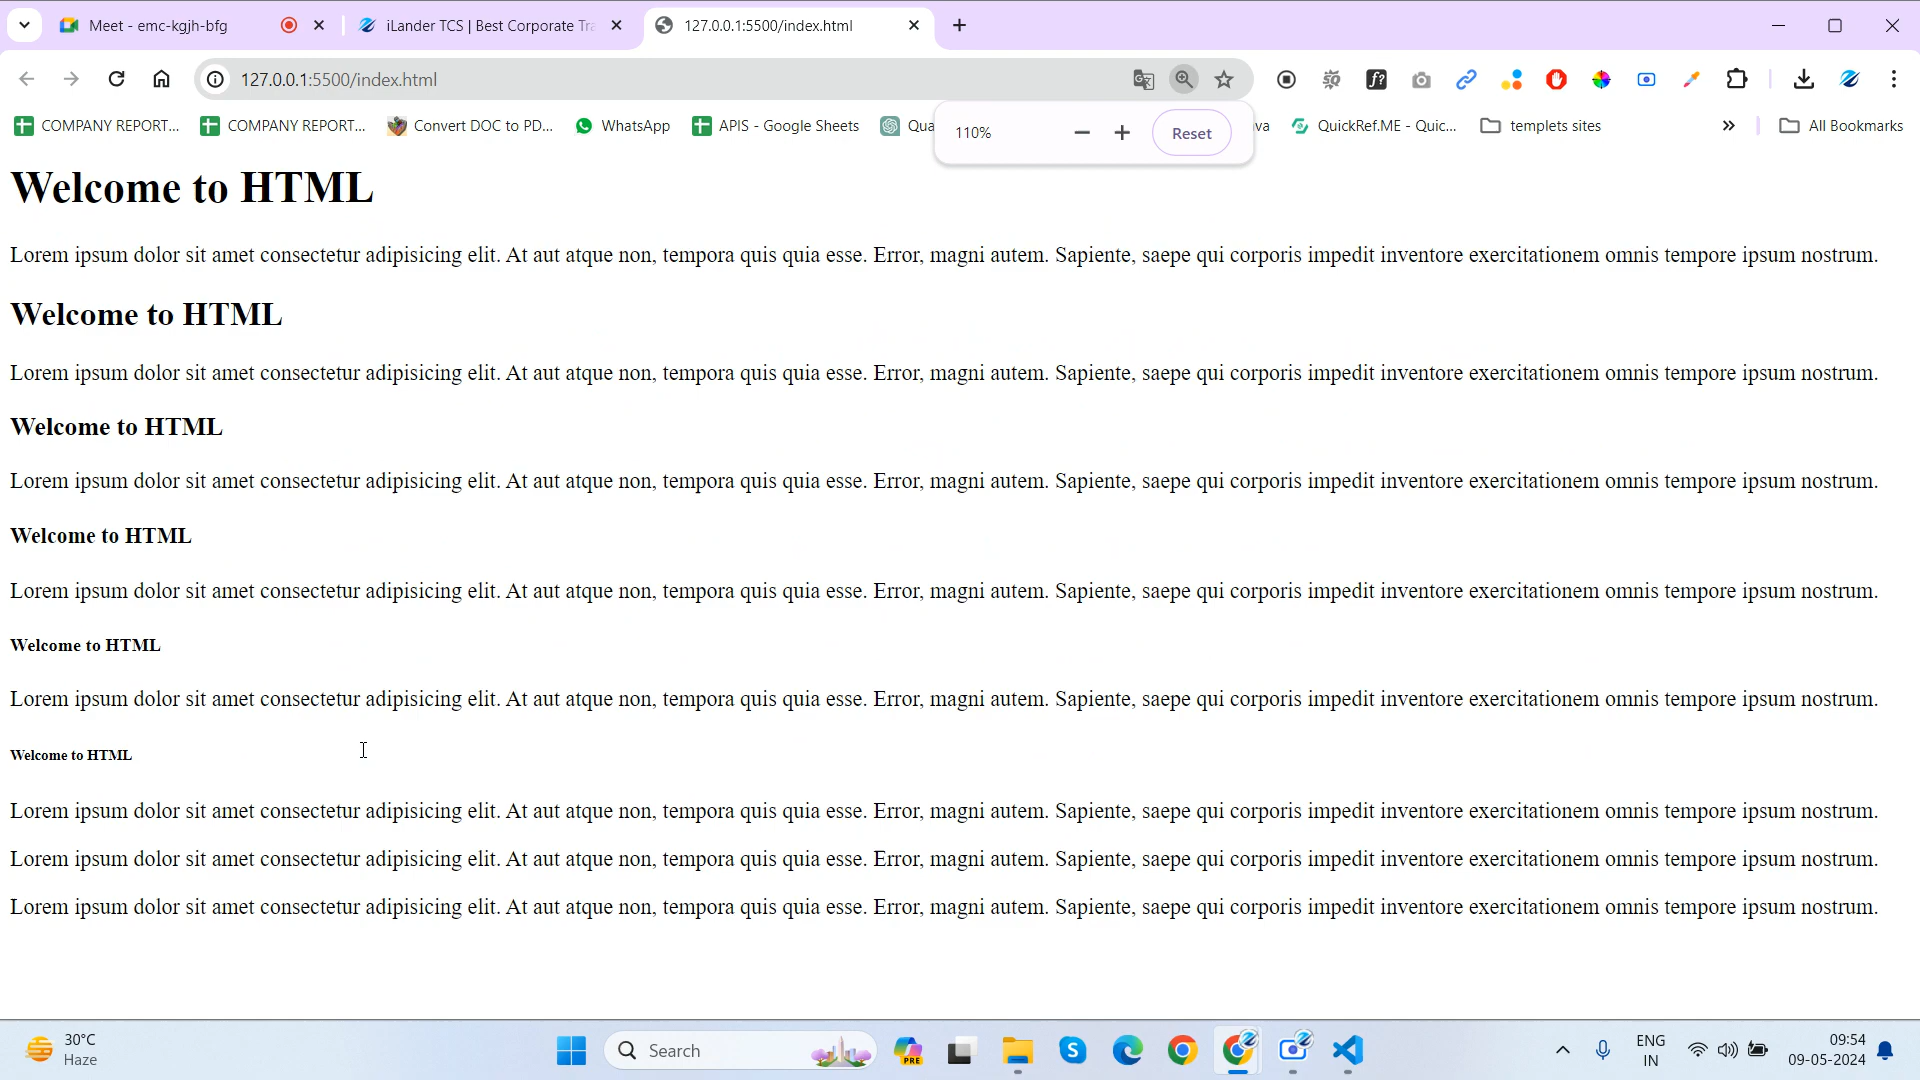 Meet - emc-kgjh-bfg
iLander TCS | Best Corporate Tra
127.0.0.1:5500/index.html
127.0.0.1:5500/index.html
COMPANY REPORT...
COMPANY REPORT...
Convert DOC to PD...
WhatsApp
APIS - Google Sheets
Qua
va
QuickRef.ME - Quic...
templets sites
All Bookmarks
110%
Reset
Welcome to HTML
Lorem ipsum dolor sit amet consectetur adipisicing elit. At aut atque non, tempora quis quia esse. Error, magni autem. Sapiente, saepe qui corporis impedit inventore exercitationem omnis tempore ipsum nostrum.
Welcome to HTML
Lorem ipsum dolor sit amet consectetur adipisicing elit. At aut atque non, tempora quis quia esse. Error, magni autem. Sapiente, saepe qui corporis impedit inventore exercitationem omnis tempore ipsum nostrum.
Welcome to HTML
Lorem ipsum dolor sit amet consectetur adipisicing elit. At aut atque non, tempora quis quia esse. Error, magni autem. Sapiente, saepe qui corporis impedit inventore exercitationem omnis tempore ipsum nostrum.
Welcome to HTML
Lorem ipsum dolor sit amet consectetur adipisicing elit. At aut atque non, tempora quis quia esse. Error, magni autem. Sapiente, saepe qui corporis impedit inventore exercitationem omnis tempore ipsum nostrum.
Welcome to HTML
Lorem ipsum dolor sit amet consectetur adipisicing elit. At aut atque non, tempora quis quia esse. Error, magni autem. Sapiente, saepe qui corporis impedit inventore exercitationem omnis tempore ipsum nostrum.
Welcome to HTML
Lorem ipsum dolor sit amet consectetur adipisicing elit. At aut atque non, tempora quis quia esse. Error, magni autem. Sapiente, saepe qui corporis impedit inventore exercitationem omnis tempore ipsum nostrum.
Lorem ipsum dolor sit amet consectetur adipisicing elit. At aut atque non, tempora quis quia esse. Error, magni autem. Sapiente, saepe qui corporis impedit inventore exercitationem omnis tempore ipsum nostrum.
Lorem ipsum dolor sit amet consectetur adipisicing elit. At aut atque non, tempora quis quia esse. Error, magni autem. Sapiente, saepe qui corporis impedit inventore exercitationem omnis tempore ipsum nostrum.
30°C
Haze
Search
PRE
ENG
IN
09:54
09-05-2024